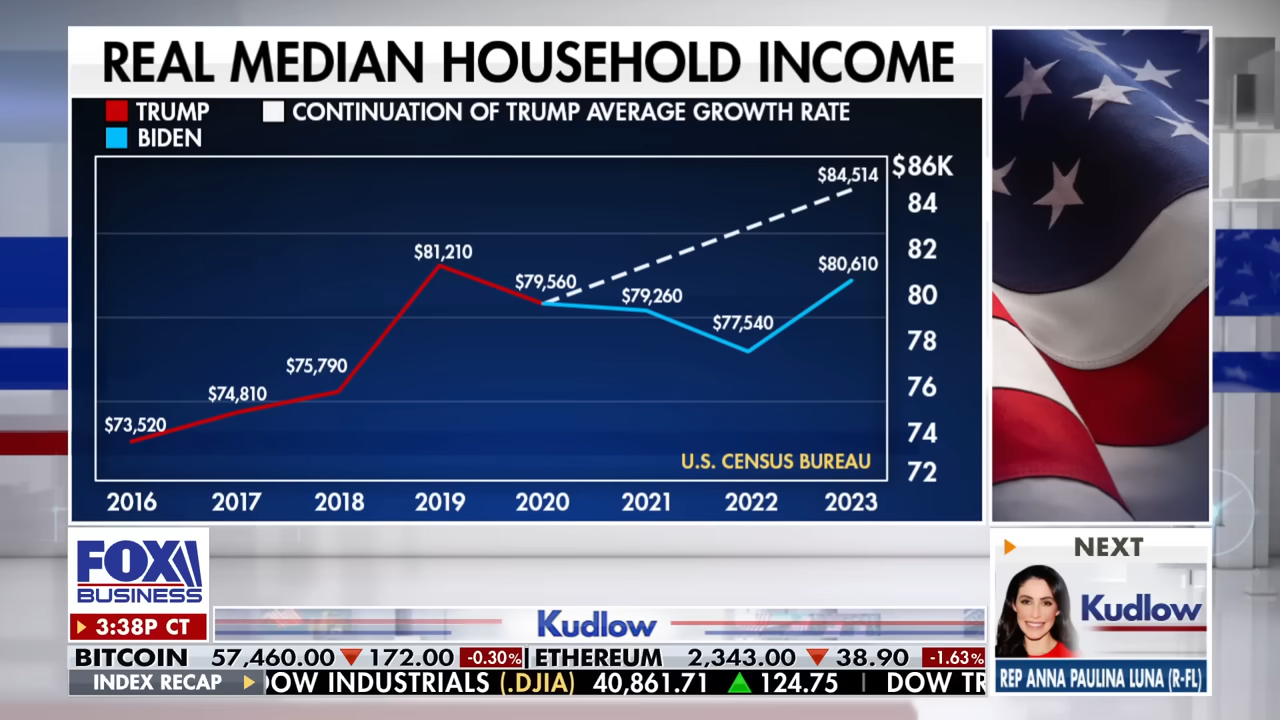 REAL MEDIAN HOUSEHOLD INCOME
TRUMP
CONTINUATION OF TRUMP AVERAGE GROWTH RATE
BIDEN
$86K
84
82
80
78
76
74
72
$73,520
$74,810
$75,790
$81,210
$79,560
$79,260
$77,540
$80,610
$84,514
U.S. CENSUS BUREAU
2016 2017 2018 2019 2020 2021 2022 2023
FOX
BUSINESS
3:38P CT
Kudlow
NEXT
Kudlow
REP ANNA PAULINA LUNA (R-FL)
BITCOIN 57,460.00 172.00 -0.30% ETHEREUM 2,343.00 38.90 -1.63%
INDEX RECAP OW INDUSTRIALS (.DJIA) 40,861.71 124.75 DOW TR